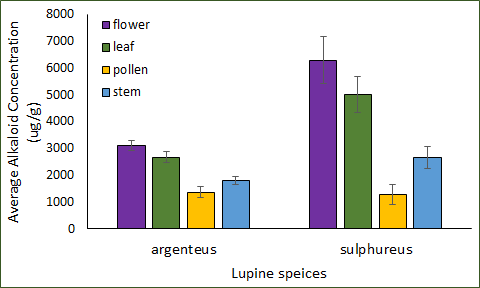 8000
7000
6000
5000
4000
3000
2000
1000
0
Average Alkaloid Concentration
(ug/g)
flower
leaf
pollen
stem
argenteus sulphureus
Lupine speices